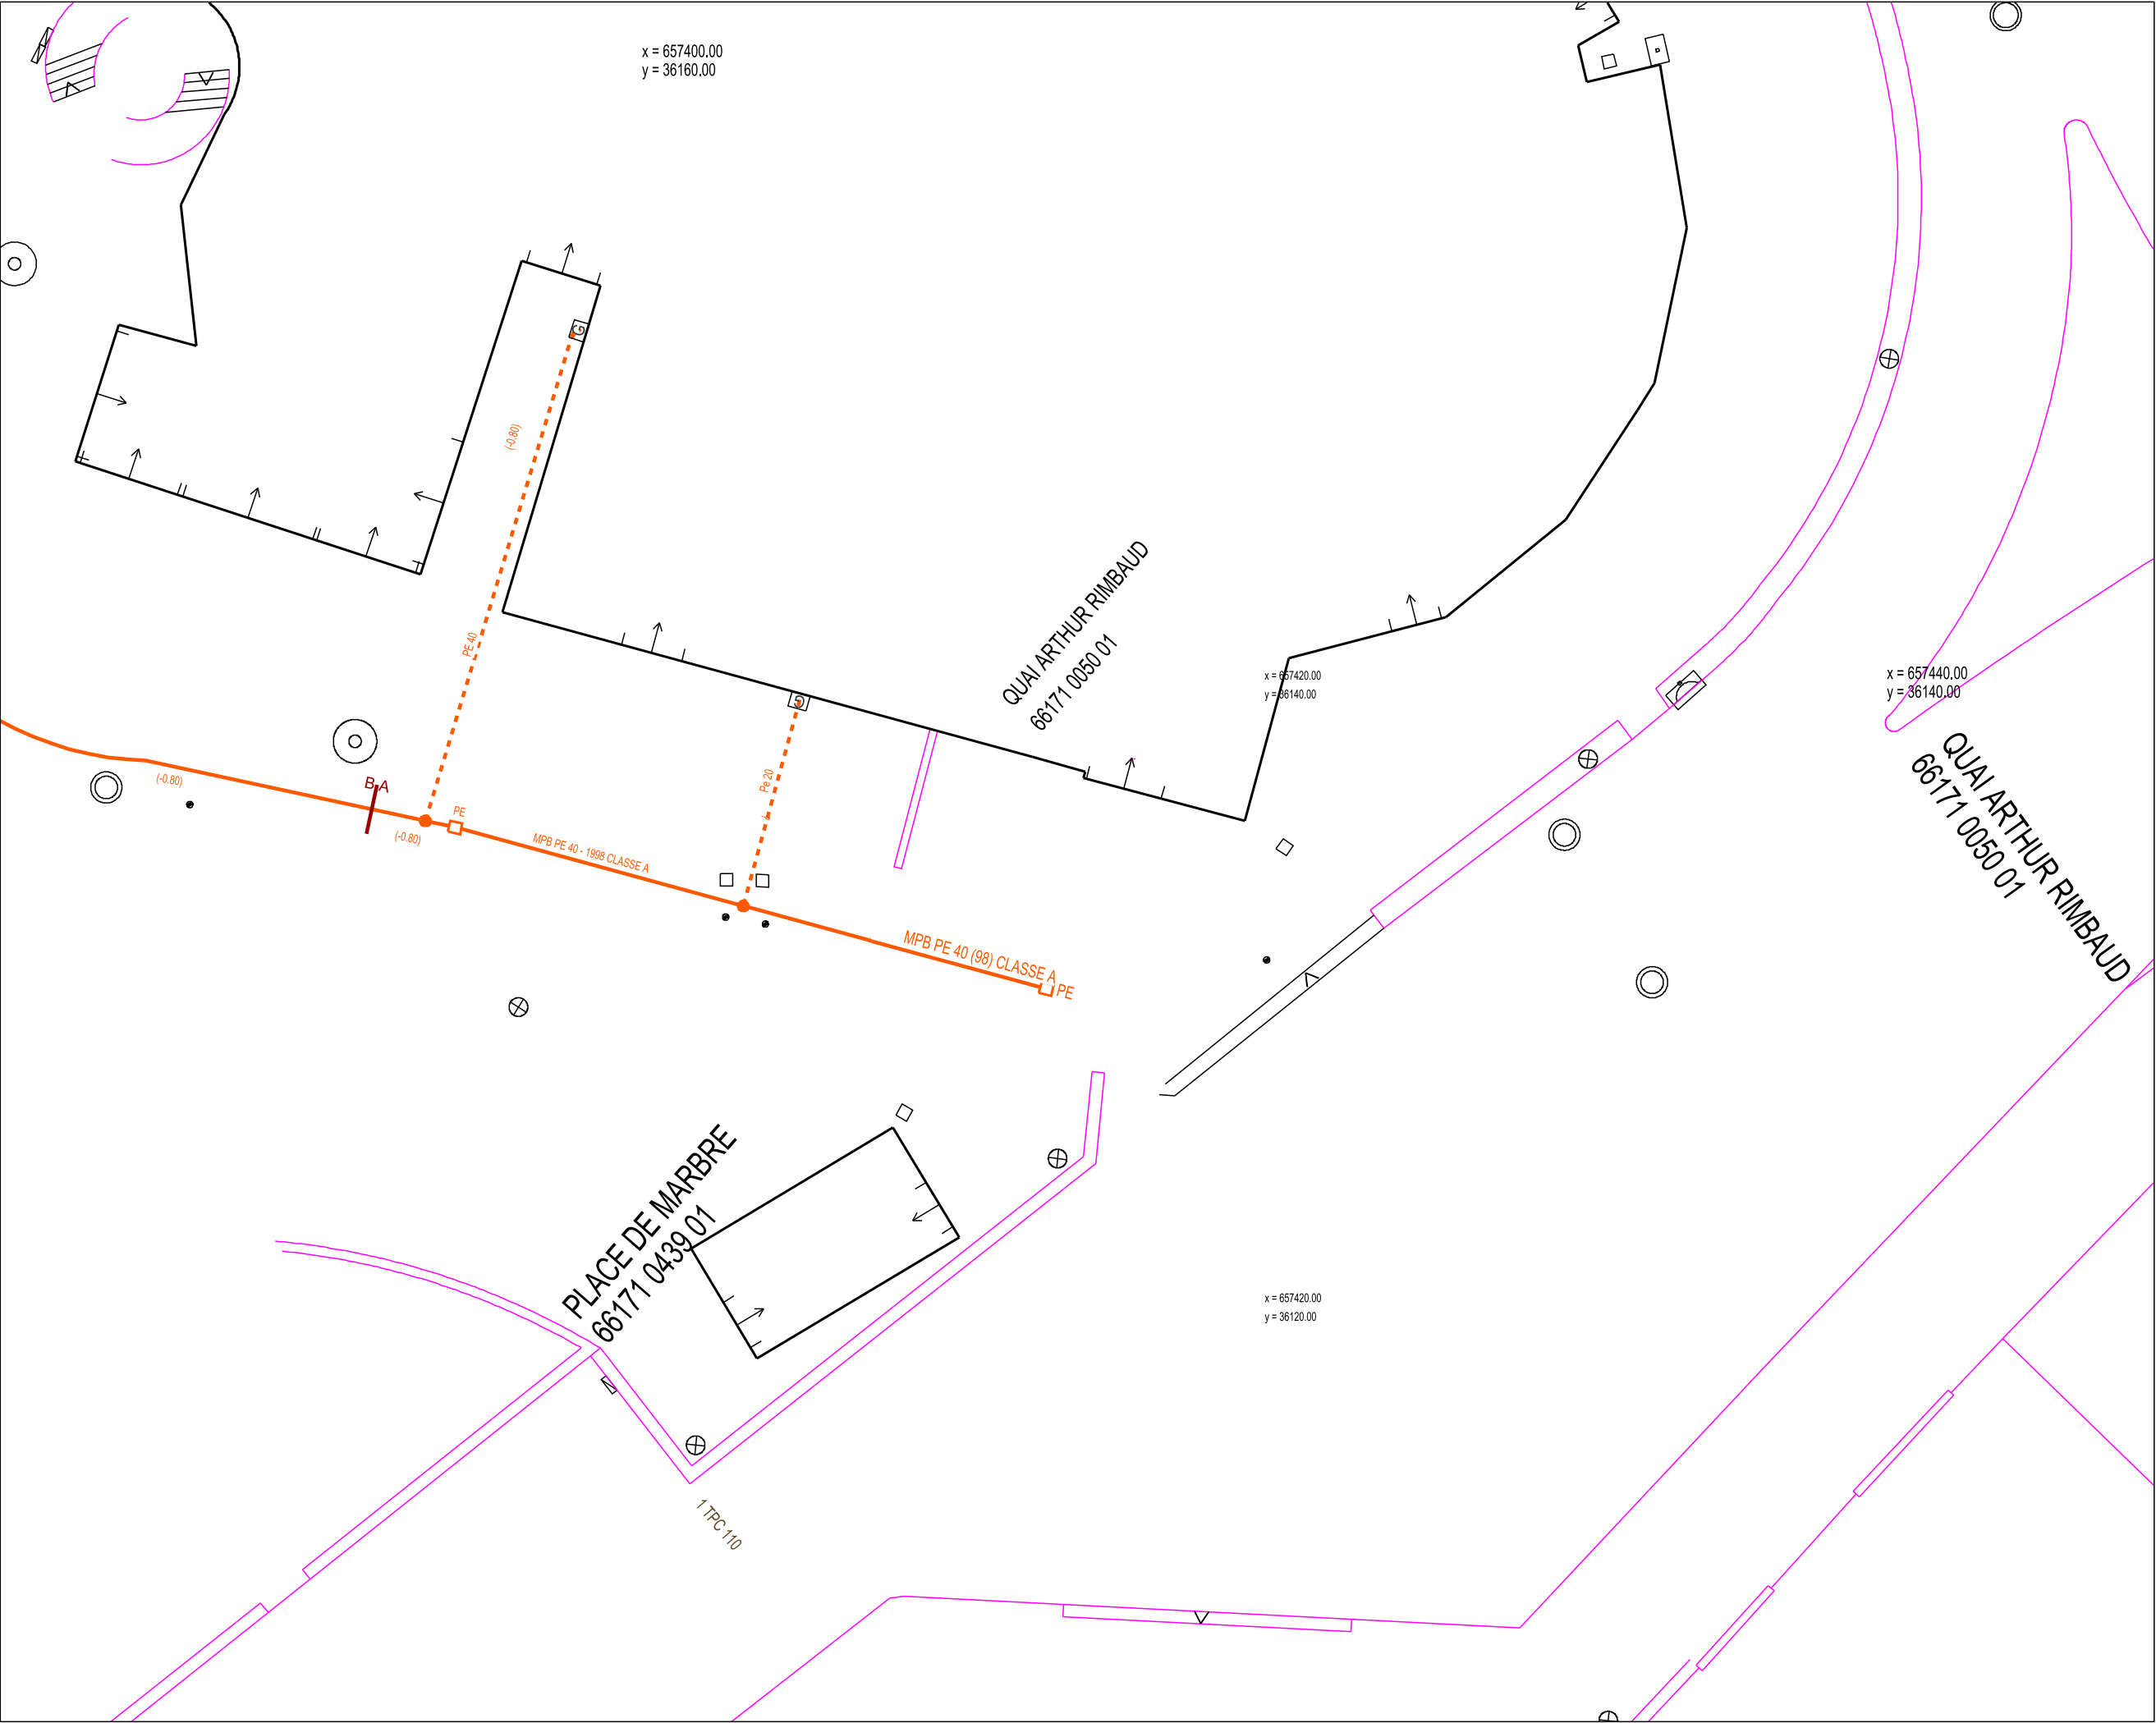 x = 657400.00
y = 36160.00
G
(-0.80)
PE 40
QUAI ARTHUR RIMBAUD
66171 0050 01
x = 657420.00
y = 36140.00
x = 657440.00
y = 36140.00
G
Pe 20
(-0.80)
B A
PE
(-0.80)
MPB PE 40 - 1998 CLASSE A
MPB PE 40 (98) CLASSE A
PE
QUAI ARTHUR RIMBAUD
66171 0050 01
PLACE DE MARBRE
66171 0439 01
x = 657420.00
y = 36120.00
1 TPC 110